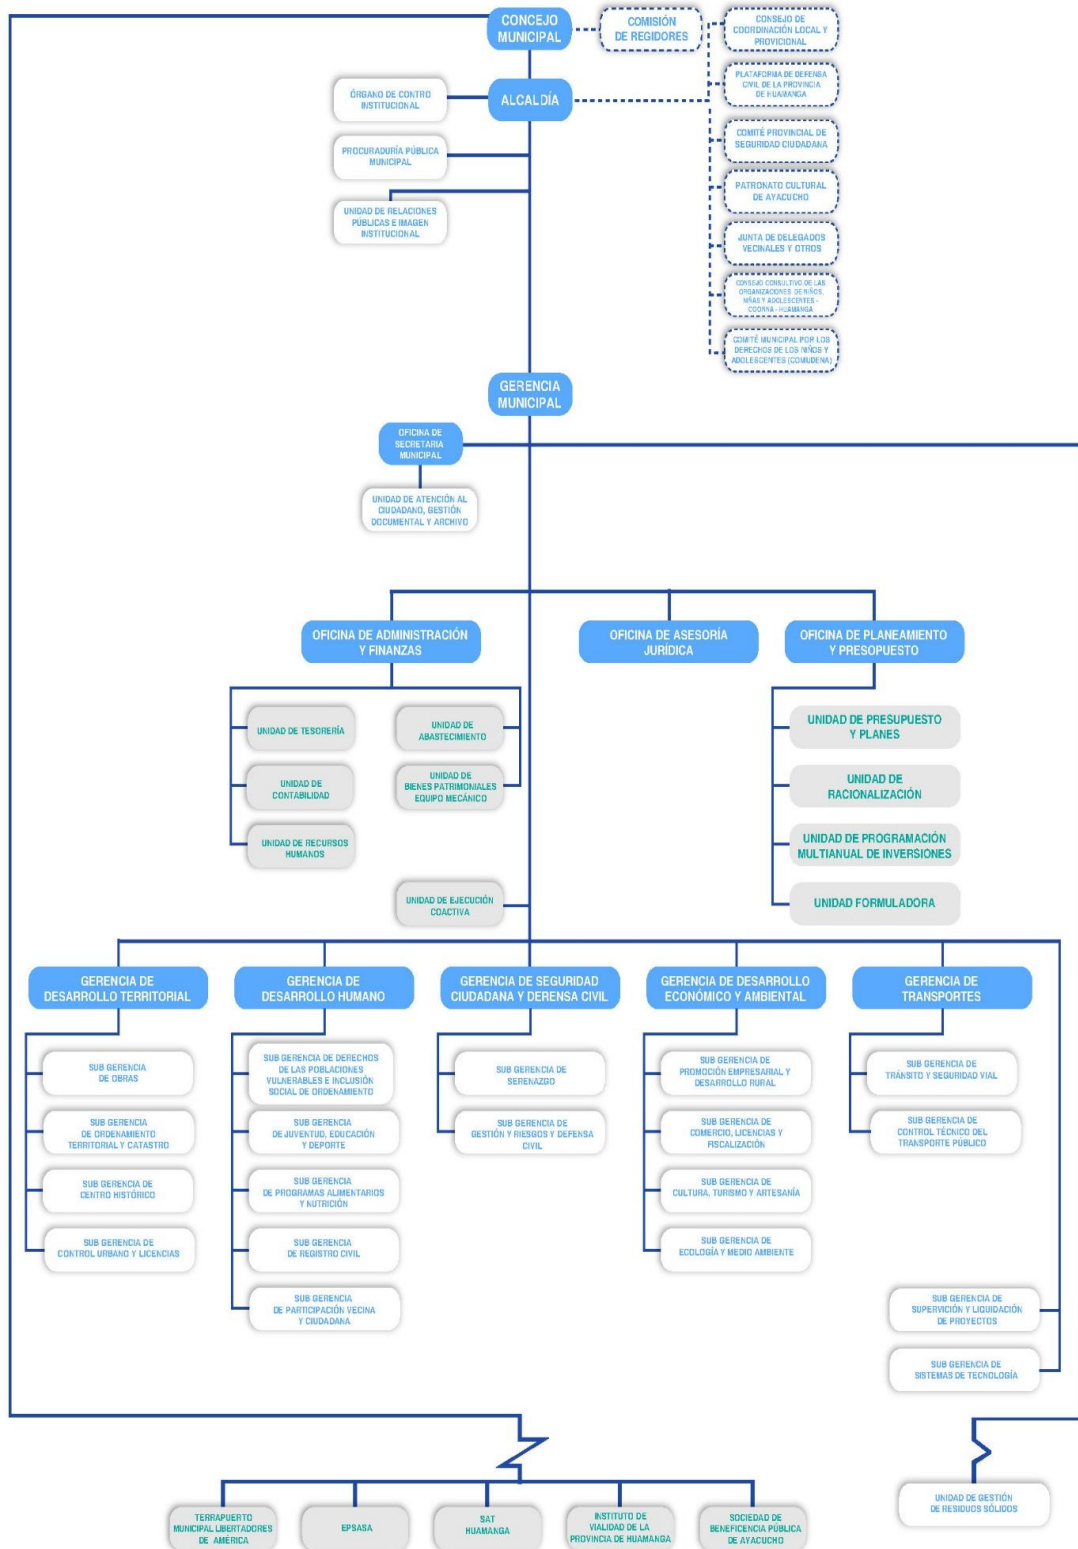 CONCEJO
MUNICIPAL
COMISIÓN
DE REGIDORES
CONSEJO DE
COORDINACIÓN LOCAL Y
PROVICIONAL
PLATAFORMA DE DEFENSA
CIVIL DE LA PROVINCIA
DE HUAMANGA
ÓRGANO DE CONTRO
INSTITUCIONAL
ALCALDÍA
COMITÉ PROVINCIAL DE
SEGURIDAD CIUDADANA
PROCURADURÍA PÚBLICA
MUNICIPAL
PATRONATO CULTURAL
DE AYACUCHO
UNIDAD DE RELACIONES
PÚBLICAS E IMAGEN
INSTITUCIONAL
JUNTA DE DELEGADOS
VECINALES Y OTROS
CONSEJO CONSULTIVO DE LAS
ORGANIZACIONES DE NIÑOS,
NIÑAS Y ADOLESCENTES -
CCONNA - HUAMANGA
COMITÉ MUNICIPAL POR LOS
DERECHOS DE LOS NIÑOS Y
ADOLESCENTES (COMUDENA)
GERENCIA
MUNICIPAL
OFICINA DE
SECRETARIA
MUNICIPAL
UNIDAD DE ATENCIÓN AL
CIUDADANO, GESTIÓN
DOCUMENTAL Y ARCHIVO
OFICINA DE ADMINISTRACIÓN
Y FINANZAS
OFICINA DE ASESORÍA
JURÍDICA
OFICINA DE PLANEAMIENTO
Y PRESOPUESTO
UNIDAD DE TESORERÍA
UNIDAD DE
ABASTECIMIENTO
UNIDAD DE PRESUPUESTO
Y PLANES
UNIDAD DE
CONTABILIDAD
UNIDAD DE
BIENES PATRIMONIALES
EQUIPO MECÁNICO
UNIDAD DE
RACIONALIZACIÓN
UNIDAD DE RECURSOS
HUMANOS
UNIDAD DE PROGRAMACIÓN
MULTIANUAL DE INVERSIONES
UNIDAD DE EJECUCIÓN
COACTIVA
UNIDAD FORMULADORA
GERENCIA DE
DESARROLLO TERRITORIAL
GERENCIA DE
DESARROLLO HUMANO
GERENCIA DE SEGURIDAD
CIUDADANA Y DERENSA CIVIL
GERENCIA DE DESARROLLO
ECONÓMICO Y AMBIENTAL
GERENCIA DE
TRANSPORTES
SUB GERENCIA
DE OBRAS
SUB GERENCIA
DE ORDENAMIENTO
TERRITORIAL Y CATASTRO
SUB GERENCIA DE
CENTRO HISTÓRICO
SUB GERENCIA DE
CONTROL URBANO Y LICENCIAS
SUB GERENCIA DE DERECHOS
DE LAS POBLACIONES
VULNERABLES E INCLUSIÓN
SOCIAL DE ORDENAMIENTO
SUB GERENCIA
DE JUVENTUD, EDUCACIÓN
Y DEPORTE
SUB GERENCIA
DE PROGRAMAS ALIMENTARIOS
Y NUTRICIÓN
SUB GERENCIA
DE REGISTRO CIVIL
SUB GERENCIA
DE PARTICIPACIÓN VECINA
Y CIUDADANA
SUB GERENCIA DE
SERENAZGO
SUB GERENCIA DE
GESTIÓN Y RIESGOS Y DEFENSA
CIVIL
SUB GERENCIA DE
PROMOCIÓN EMPRESARIAL Y
DESARROLLO RURAL
SUB GERENCIA DE
COMERCIO, LICENCIAS Y
FISCALIZACIÓN
SUB GERENCIA DE
CULTURA, TURISMO Y ARTESANÍA
SUB GERENCIA DE
ECOLOGÍA Y MEDIO AMBIENTE
SUB GERENCIA DE
TRÁNSITO Y SEGURIDAD VIAL
SUB GERENCIA DE
CONTROL TÉCNICO DEL
TRANSPORTE PÚBLICO
SUB GERENCIA DE
SUPERVISIÓN Y LIQUIDACIÓN
DE PROYECTOS
SUB GERENCIA DE
SISTEMAS DE TECNOLOGÍA
TERRAPUERTO
MUNICIPAL LIBERTADORES
DE AMÉRICA
EPSASA
SAT
HUAMANGA
INSTITUTO DE
VIALIDAD DE LA
PROVINCIA DE HUAMANGA
SOCIEDAD DE
BENEFICENCIA PÚBLICA
DE AYACUCHO
UNIDAD DE GESTIÓN
DE RESIDUOS SÓLIDOS